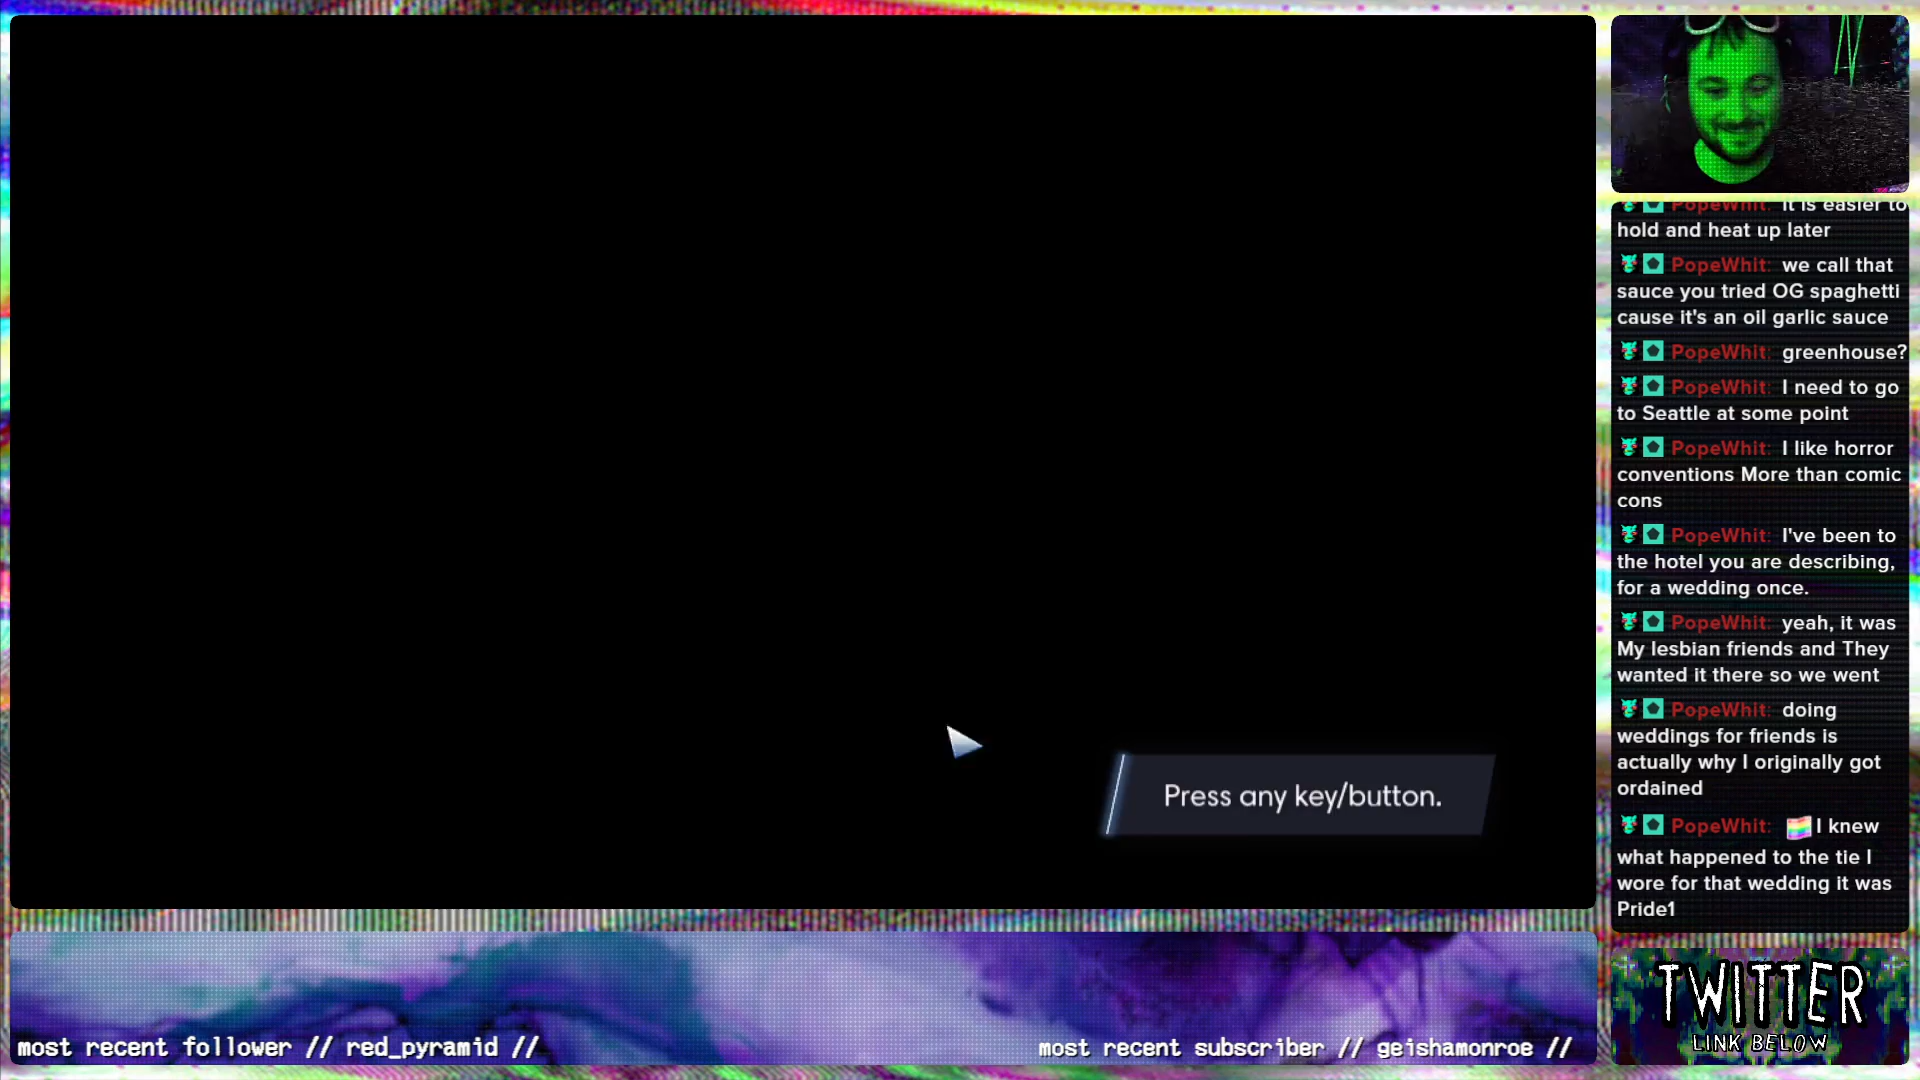 Press any key/button.
PopeWhit: It is easier to
hold and heat up later
PopeWhit: we call that
sauce you tried OG spaghetti
cause it's an oil garlic sauce
PopeWhit: greenhouse?
PopeWhit: I need to go
to Seattle at some point
PopeWhit: I like horror
conventions More than comic
cons
PopeWhit: I've been to
the hotel you are describing,
for a wedding once.
PopeWhit: yeah, it was
My lesbian friends and They
wanted it there so we went
PopeWhit: doing
weddings for friends is
actually why I originally got
ordained
PopeWhit: I knew
what happened to the tie I
wore for that wedding it was
Pride1
most recent follower // red_pyramid //
most recent subscriber // geishamonroe //
TWITTER
LINK BELOW